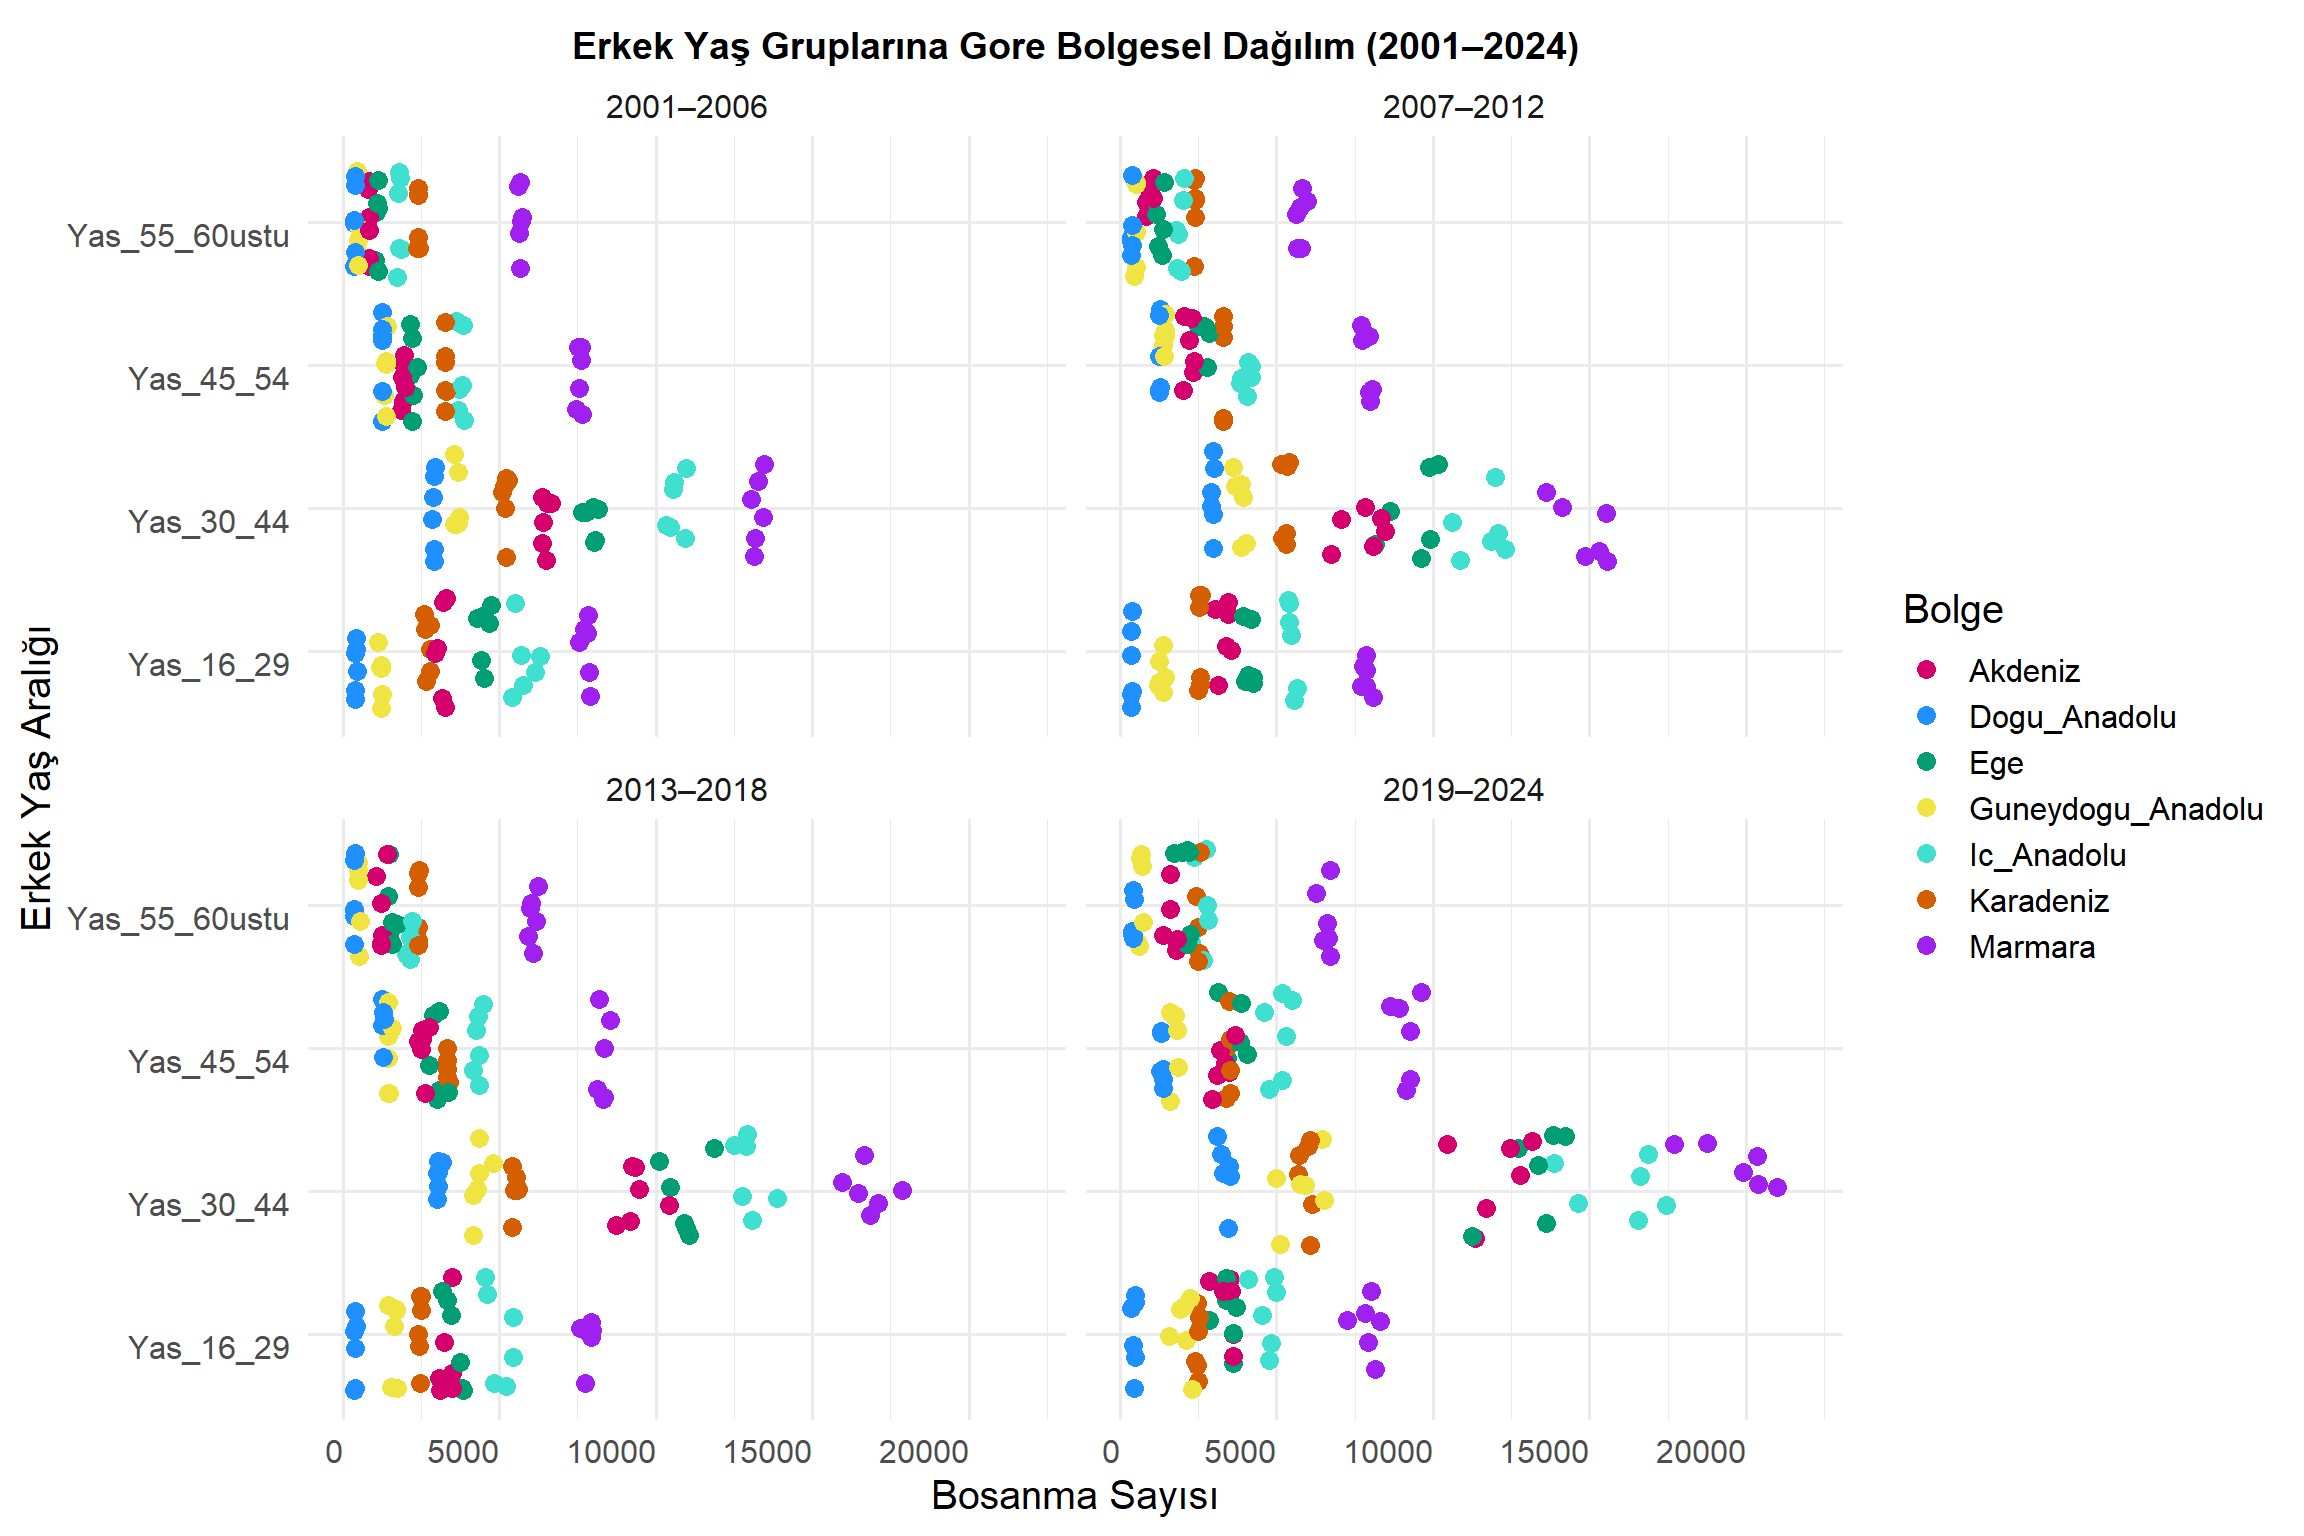 Erkek Yaş Gruplarına Gore Bolgesel Dağılım (2001–2024)
2001–2006
2007–2012
Yas_55_60ustu
Yas_45_54
Yas_30_44
Yas_16_29
2013–2018
2019–2024
Yas_55_60ustu
Yas_45_54
Yas_30_44
Yas_16_29
0 5000 10000 15000 20000
0 5000 10000 15000 20000
Bosanma Sayısı
Erkek Yaş Aralığı
Bolge
Akdeniz
Dogu_Anadolu
Ege
Guneydogu_Anadolu
Ic_Anadolu
Karadeniz
Marmara